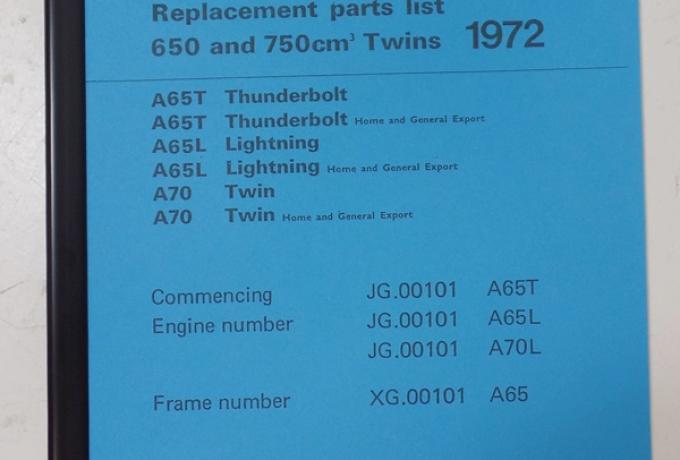 Replacement parts list
650 and 750cm³ Twins 1972
A65T Thunderbolt
A65T Thunderbolt Home and General Export
A65L Lightning
A65L Lightning Home and General Export
A70 Twin
A70 Twin Home and General Export
Commencing JG.00101 A65T
Engine number JG.00101 A65L
JG.00101 A70L
Frame number XG.00101 A65